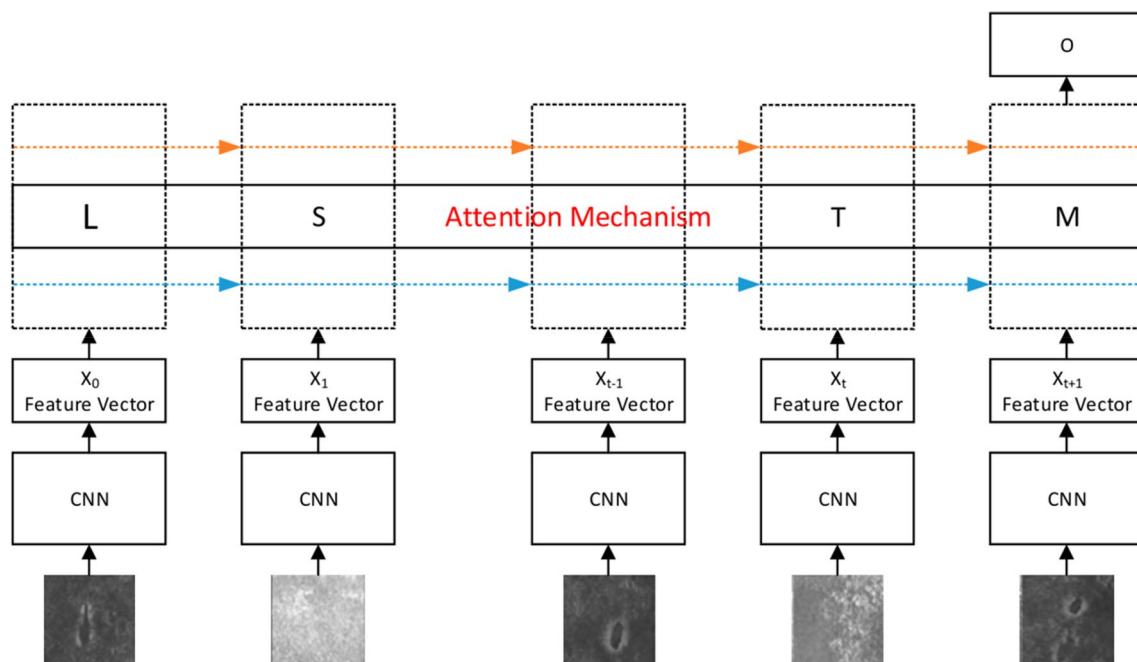 O
L
S
Attention Mechanism
T
M
X₀
Feature Vector
X₁
Feature Vector
Xₜ₋₁
Feature Vector
Xₜ
Feature Vector
Xₜ₊₁
Feature Vector
CNN
CNN
CNN
CNN
CNN